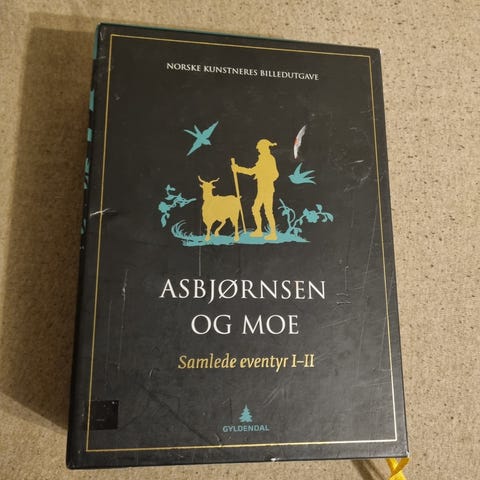 NORSKE KUNSTNERES BILLEDUTGAVE
ASBJØRNSEN
OG MOE
Samlede eventyr I–II
GYLDENDAL